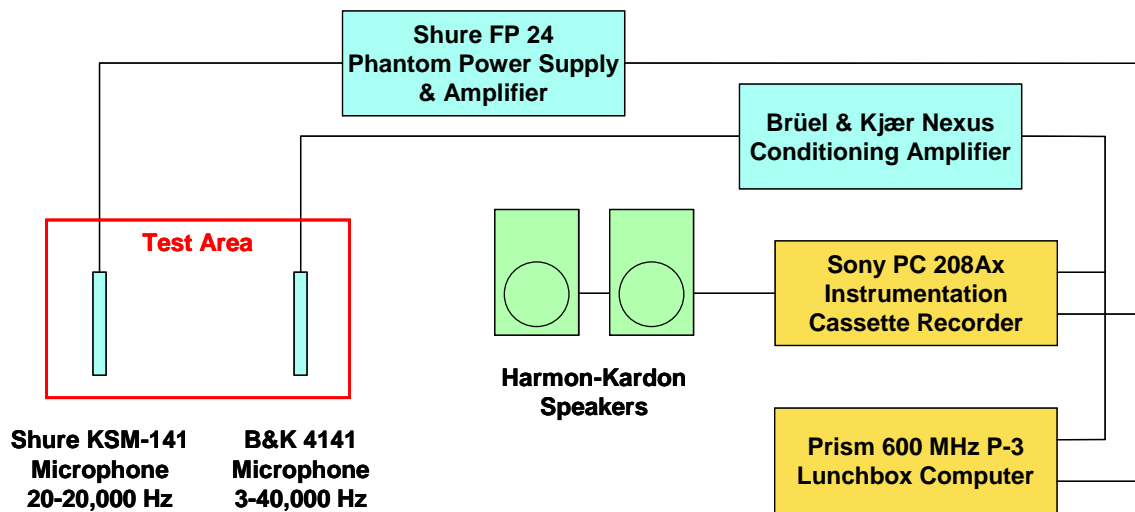 Shure FP 24
Phantom Power Supply
& Amplifier
Brüel & Kjær Nexus
Conditioning Amplifier
Test Area
Sony PC 208Ax
Instrumentation
Cassette Recorder
Harmon-Kardon
Speakers
Shure KSM-141
Microphone
20-20,000 Hz
B&K 4141
Microphone
3-40,000 Hz
Prism 600 MHz P-3
Lunchbox Computer